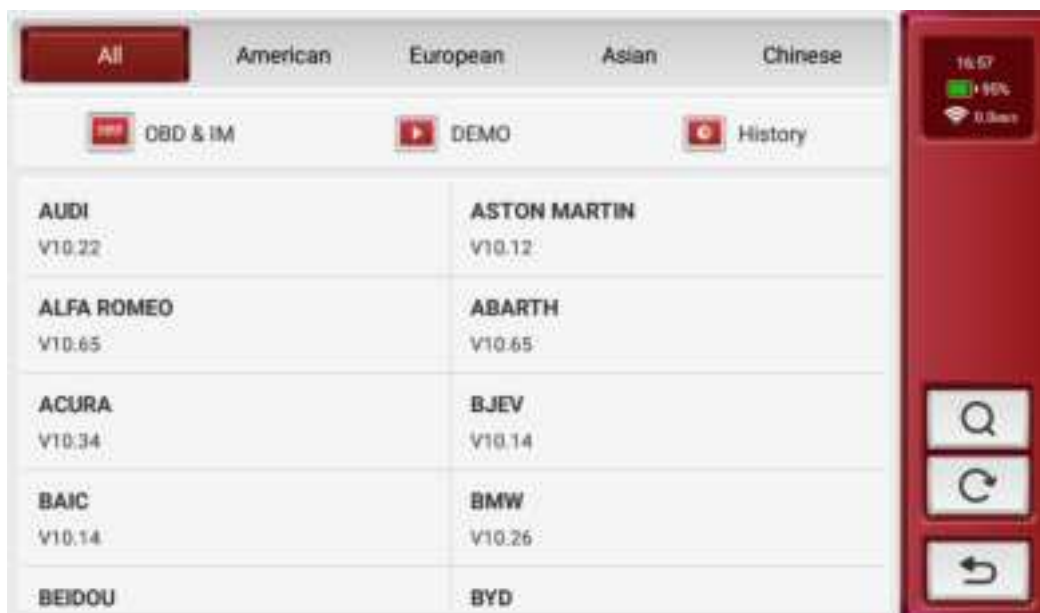 All American European Asian Chinese
16:57
95%
OBD & IM DEMO History
AUDI ASTON MARTIN
V10.22 V10.12
ALFA ROMEO ABARTH
V10.65 V10.65
ACURA BJEV
V10.34 V10.14
BAIC BMW
V10.14 V10.26
BEIDOU BYD